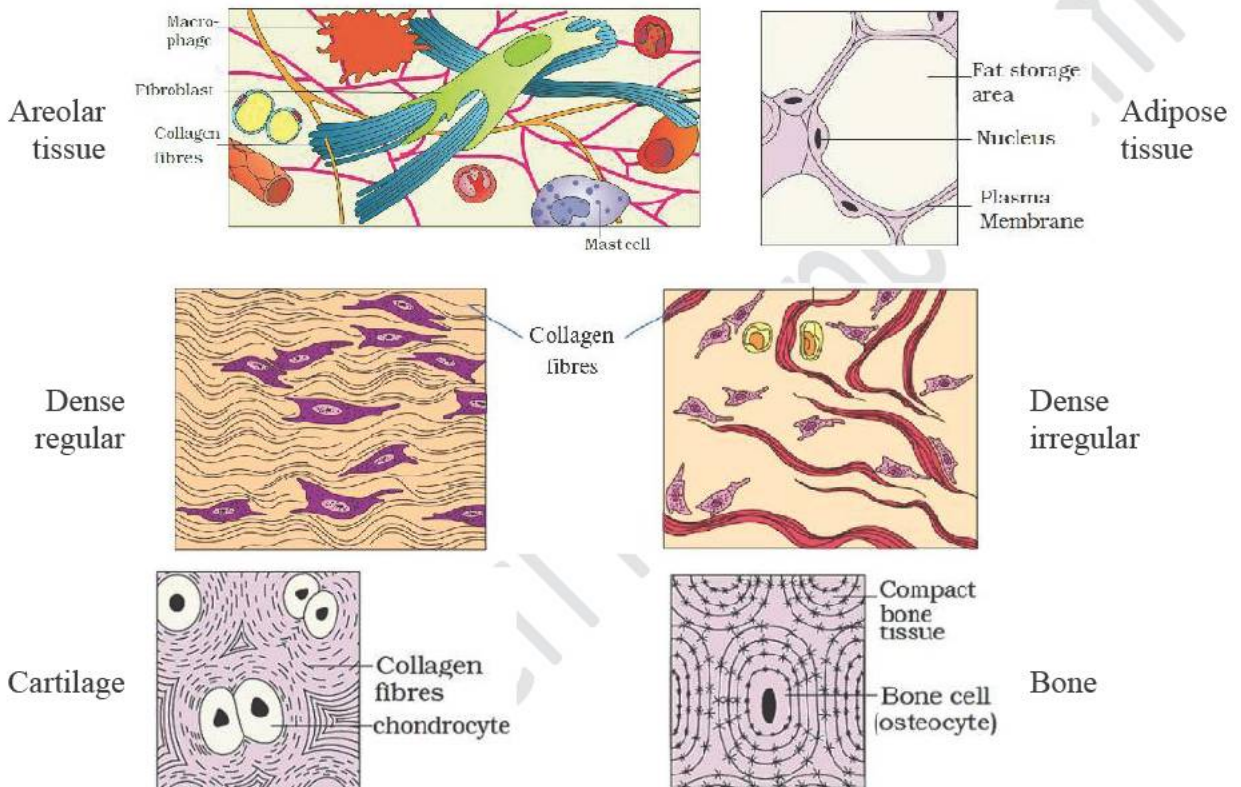 Areolar
tissue
Macro-
phage
Fibroblast
Collagen
fibres
Mast cell
Fat storage
area
Nucleus
Plasma
Membrane
Adipose
tissue
Dense
regular
Collagen
fibres
Dense
irregular
Cartilage
Collagen
fibres
chondrocyte
Compact
bone
tissue
Bone cell
(osteocyte)
Bone